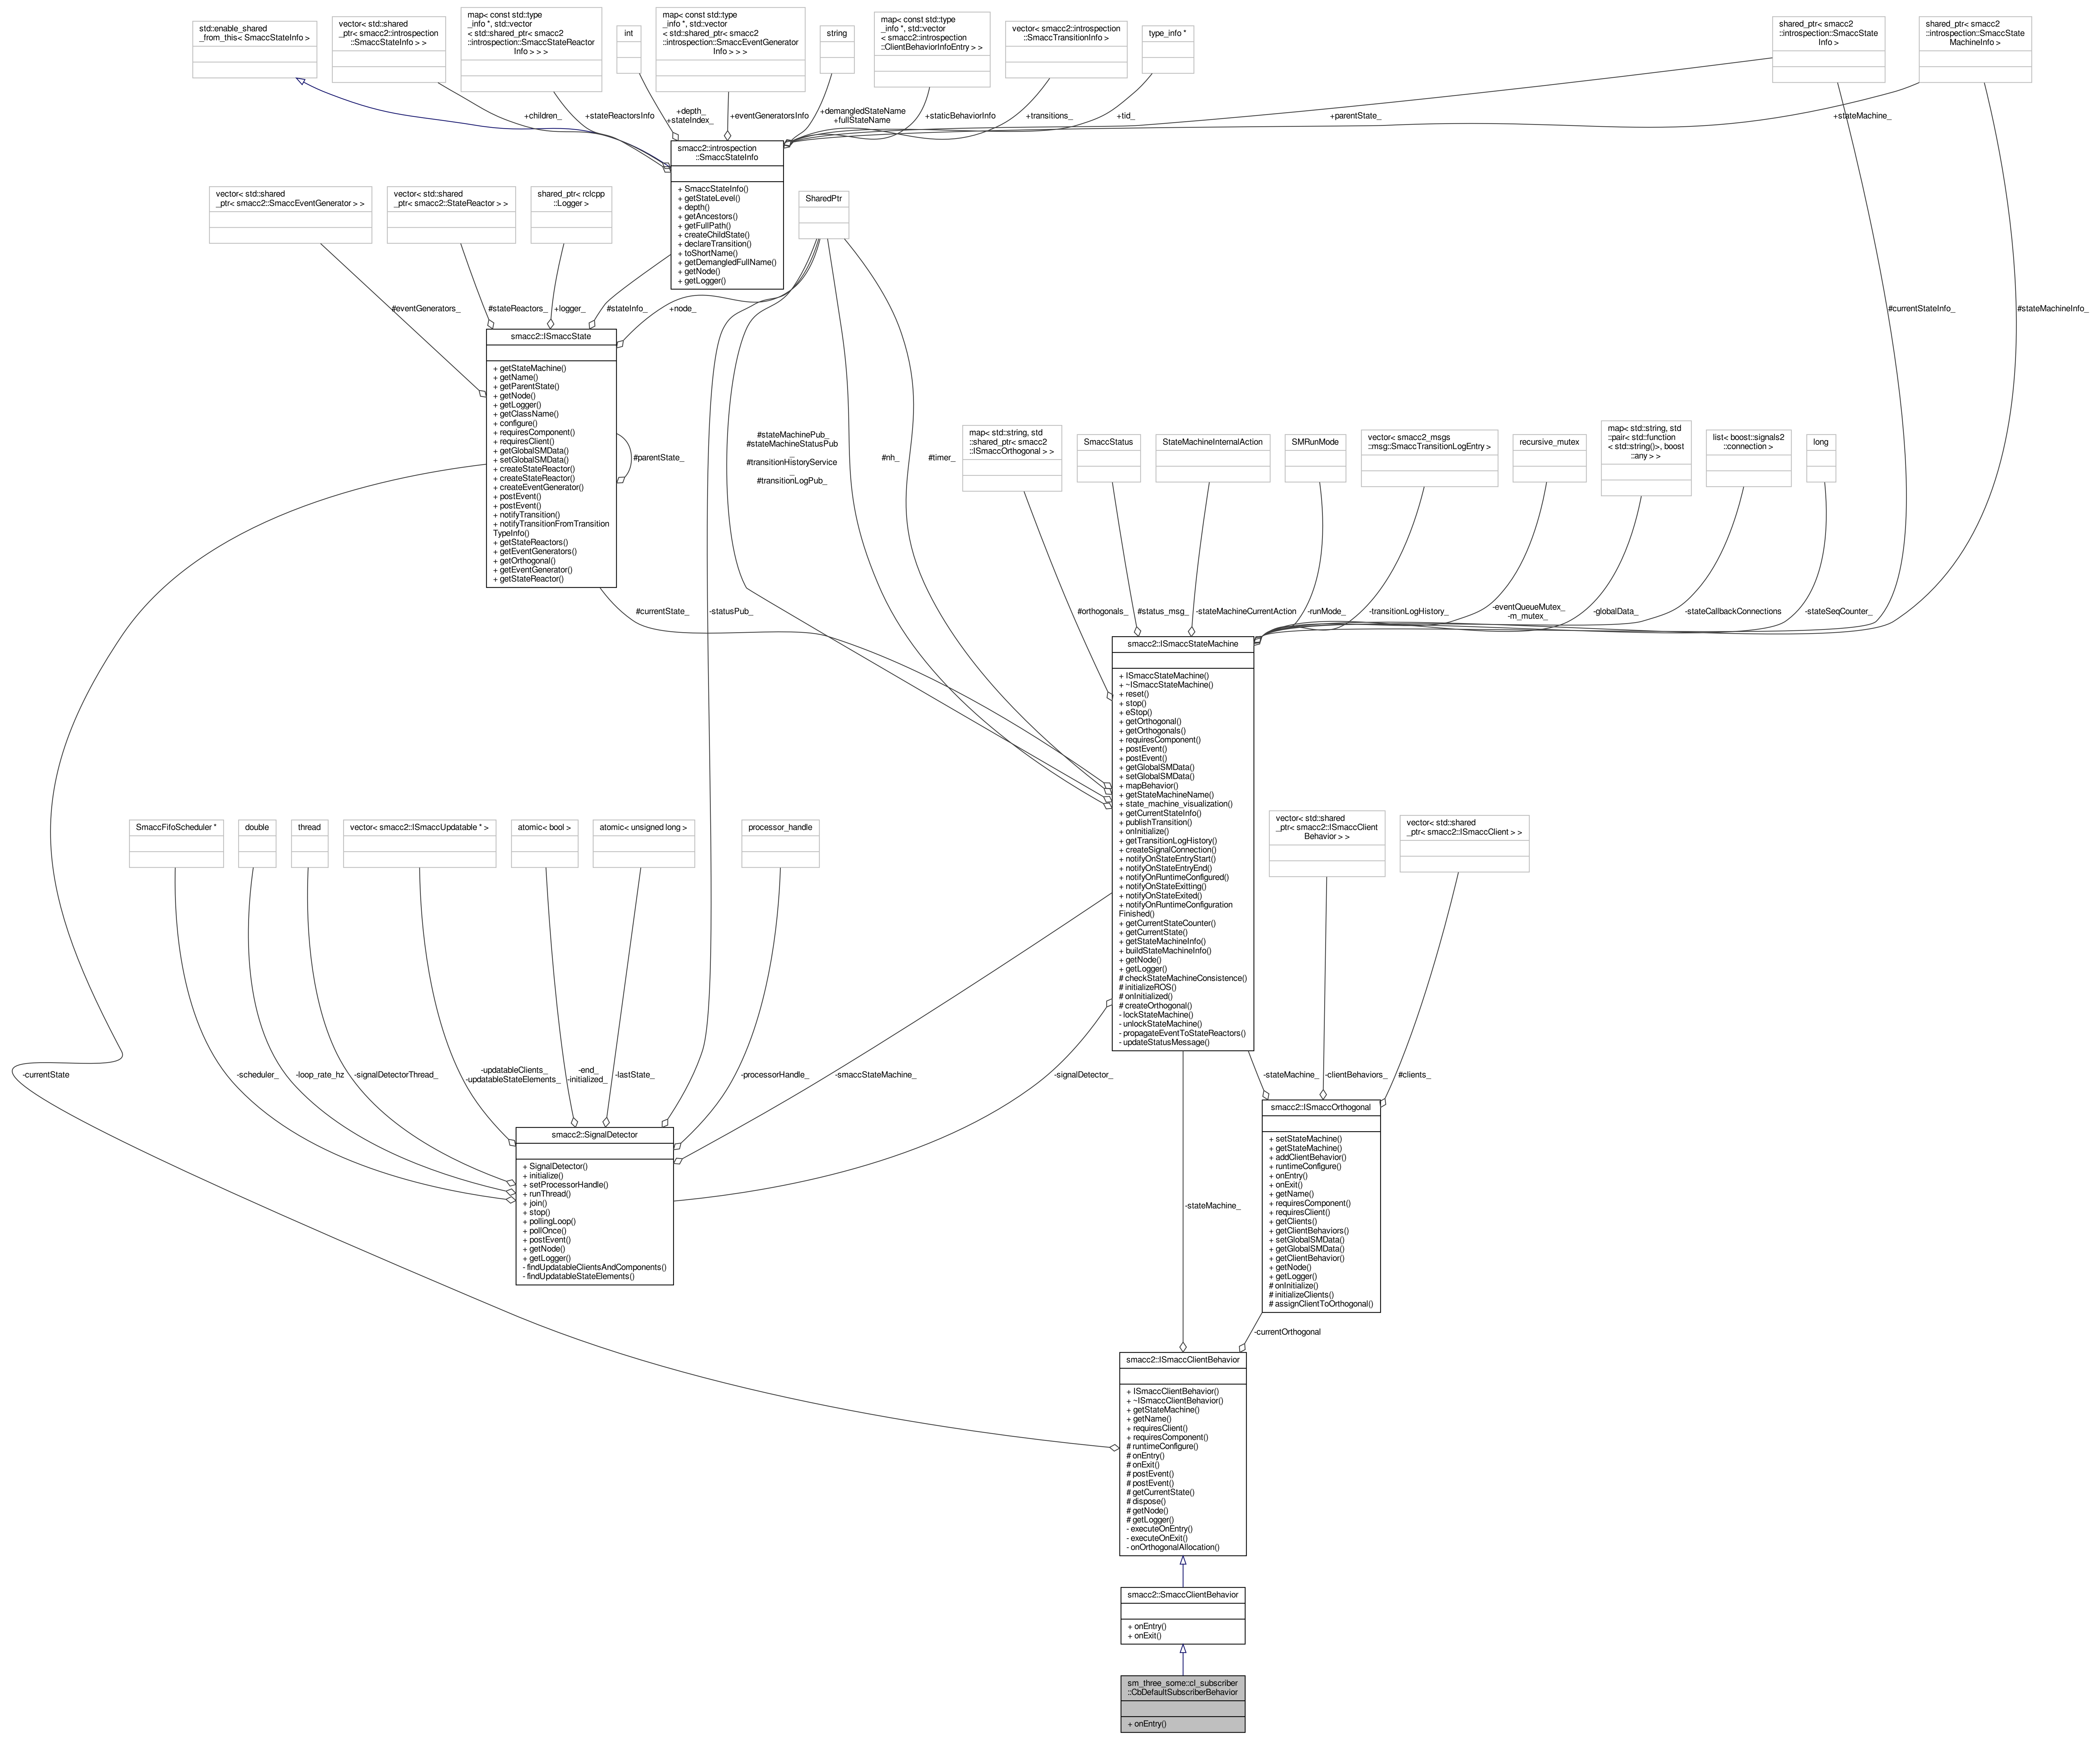 std::enable_shared
_from_this< SmaccStateInfo >
vector< std::shared
_ptr< smacc2::introspection
::SmaccStateInfo > >
map< const std::type
_info *, std::vector
< std::shared_ptr< smacc2
::introspection::SmaccStateReactor
Info > > >
int
map< const std::type
_info *, std::vector
< std::shared_ptr< smacc2
::introspection::SmaccEventGenerator
Info > > >
string
map< const std::type
_info *, std::vector
< smacc2::introspection
::ClientBehaviorInfoEntry > >
vector< smacc2::introspection
::SmaccTransitionInfo >
type_info *
shared_ptr< smacc2
::introspection::SmaccState
Info >
shared_ptr< smacc2
::introspection::SmaccState
MachineInfo >
+children_
+stateReactorsInfo
+depth_
+stateIndex_
+eventGeneratorsInfo
+demangledStateName
+fullStateName
+staticBehaviorInfo
+transitions_
+tid_
+parentState_
+stateMachine_
smacc2::introspection
::SmaccStateInfo
+ SmaccStateInfo()
+ getStateLevel()
+ depth()
+ getAncestors()
+ getFullPath()
+ createChildState()
+ declareTransition()
+ toShortName()
+ getDemangledFullName()
+ getNode()
+ getLogger()
vector< std::shared
_ptr< smacc2::SmaccEventGenerator > >
vector< std::shared
_ptr< smacc2::StateReactor > >
shared_ptr< rclcpp
::Logger >
SharedPtr
#eventGenerators_
#stateReactors_
+logger_
#stateInfo_
+node_
#currentStateInfo_
#stateMachineInfo_
smacc2::ISmaccState
+ getStateMachine()
+ getName()
+ getParentState()
+ getNode()
+ getLogger()
+ getClassName()
+ configure()
+ requiresComponent()
+ requiresClient()
+ getGlobalSMData()
+ setGlobalSMData()
+ createStateReactor()
+ createStateReactor()
+ createEventGenerator()
+ postEvent()
+ postEvent()
+ notifyTransition()
+ notifyTransitionFromTransition
TypeInfo()
+ getStateReactors()
+ getEventGenerators()
+ getOrthogonal()
+ getEventGenerator()
+ getStateReactor()
#parentState_
#stateMachinePub_
#stateMachineStatusPub
_
#transitionHistoryService
_
#transitionLogPub_
#nh_
#timer_
map< std::string, std
::shared_ptr< smacc2
::ISmaccOrthogonal > >
SmaccStatus
StateMachineInternalAction
SMRunMode
vector< smacc2_msgs
::msg::SmaccTransitionLogEntry >
recursive_mutex
map< std::string, std
::pair< std::function
< std::string()>, boost
::any > >
list< boost::signals2
::connection >
long
#currentState_
-statusPub_
#orthogonals_
#status_msg_
-stateMachineCurrentAction
-runMode_
-transitionLogHistory_
-eventQueueMutex_
-m_mutex_
-globalData_
-stateCallbackConnections
-stateSeqCounter_
smacc2::ISmaccStateMachine
+ ISmaccStateMachine()
+ ~ISmaccStateMachine()
+ reset()
+ stop()
+ eStop()
+ getOrthogonal()
+ getOrthogonals()
+ requiresComponent()
+ postEvent()
+ postEvent()
+ getGlobalSMData()
+ setGlobalSMData()
+ mapBehavior()
+ getStateMachineName()
+ state_machine_visualization()
+ getCurrentStateInfo()
+ publishTransition()
+ onInitialize()
+ getTransitionLogHistory()
+ createSignalConnection()
+ notifyOnStateEntryStart()
+ notifyOnStateEntryEnd()
+ notifyOnRuntimeConfigured()
+ notifyOnStateExitting()
+ notifyOnStateExited()
+ notifyOnRuntimeConfiguration
Finished()
+ getCurrentStateCounter()
+ getCurrentState()
+ getStateMachineInfo()
+ buildStateMachineInfo()
+ getNode()
+ getLogger()
# checkStateMachineConsistence()
# initializeROS()
# onInitialized()
# createOrthogonal()
- lockStateMachine()
- unlockStateMachine()
- propagateEventToStateReactors()
- updateStatusMessage()
SmaccFifoScheduler *
double
thread
vector< smacc2::ISmaccUpdatable * >
atomic< bool >
atomic< unsigned long >
processor_handle
vector< std::shared
_ptr< smacc2::ISmaccClient
Behavior > >
vector< std::shared
_ptr< smacc2::ISmaccClient > >
-currentState
-scheduler_
-loop_rate_hz
-signalDetectorThread_
-updatableClients_
-updatableStateElements_
-end_
-initialized_
-lastState_
-processorHandle_
-smaccStateMachine_
-signalDetector_
-stateMachine_
-clientBehaviors_
#clients_
smacc2::SignalDetector
+ SignalDetector()
+ initialize()
+ setProcessorHandle()
+ runThread()
+ join()
+ stop()
+ pollingLoop()
+ pollOnce()
+ postEvent()
+ getNode()
+ getLogger()
- findUpdatableClientsAndComponents()
- findUpdatableStateElements()
smacc2::ISmaccOrthogonal
+ setStateMachine()
+ getStateMachine()
+ addClientBehavior()
+ runtimeConfigure()
+ onEntry()
+ onExit()
+ getName()
+ requiresComponent()
+ requiresClient()
+ getClients()
+ getClientBehaviors()
+ setGlobalSMData()
+ getGlobalSMData()
+ getClientBehavior()
+ getNode()
+ getLogger()
# onInitialize()
# initializeClients()
# assignClientToOrthogonal()
-stateMachine_
-currentOrthogonal
smacc2::ISmaccClientBehavior
+ ISmaccClientBehavior()
+ ~ISmaccClientBehavior()
+ getStateMachine()
+ getName()
+ requiresClient()
+ requiresComponent()
# runtimeConfigure()
# onEntry()
# onExit()
# postEvent()
# postEvent()
# getCurrentState()
# dispose()
# getNode()
# getLogger()
- executeOnEntry()
- executeOnExit()
- onOrthogonalAllocation()
smacc2::SmaccClientBehavior
+ onEntry()
+ onExit()
sm_three_some::cl_subscriber
::CbDefaultSubscriberBehavior
+ onEntry()